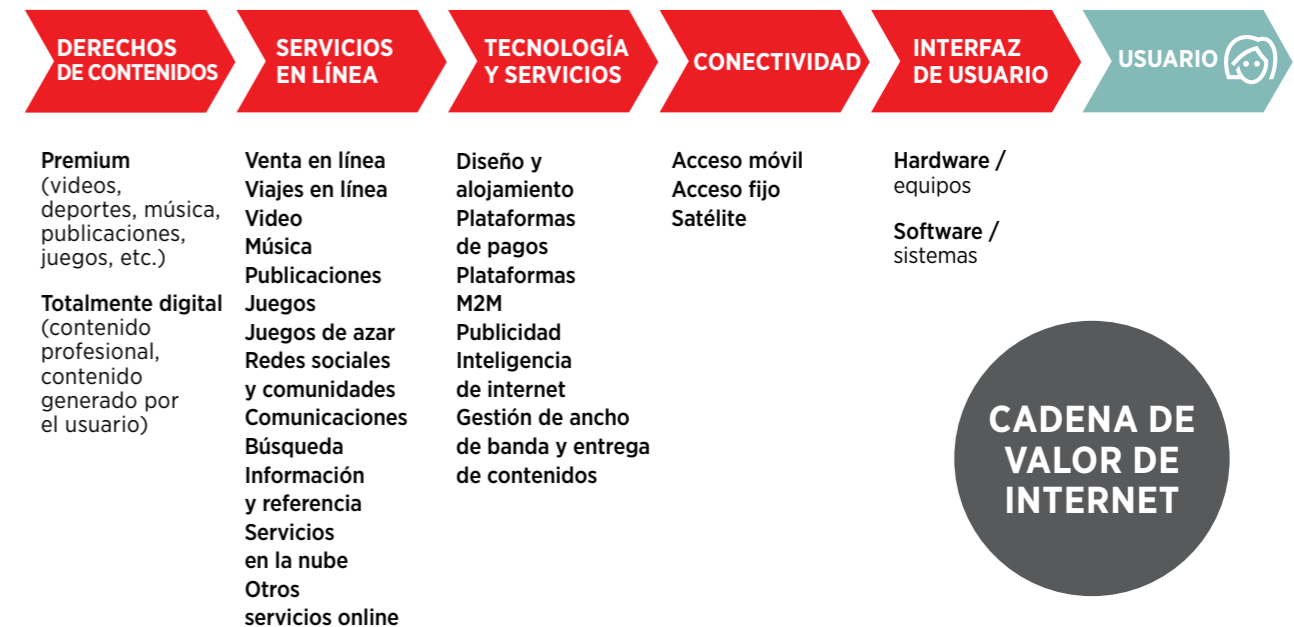 DERECHOS
DE CONTENIDOS
SERVICIOS
EN LÍNEA
TECNOLOGÍA
Y SERVICIOS
CONECTIVIDAD
INTERFAZ
DE USUARIO
USUARIO
Premium
(videos,
deportes, música,
publicaciones,
juegos, etc.)
Totalmente digital
(contenido
profesional,
contenido
generado por
el usuario)
Venta en línea
Viajes en línea
Video
Música
Publicaciones
Juegos
Juegos de azar
Redes sociales
y comunidades
Comunicaciones
Búsqueda
Información
y referencia
Servicios
en la nube
Otros
servicios online
Diseño y
alojamiento
Plataformas
de pagos
Plataformas
M2M
Publicidad
Inteligencia
de internet
Gestión de ancho
de banda y entrega
de contenidos
Acceso móvil
Acceso fijo
Satélite
Hardware /
equipos
Software /
sistemas
CADENA DE
VALOR DE
INTERNET